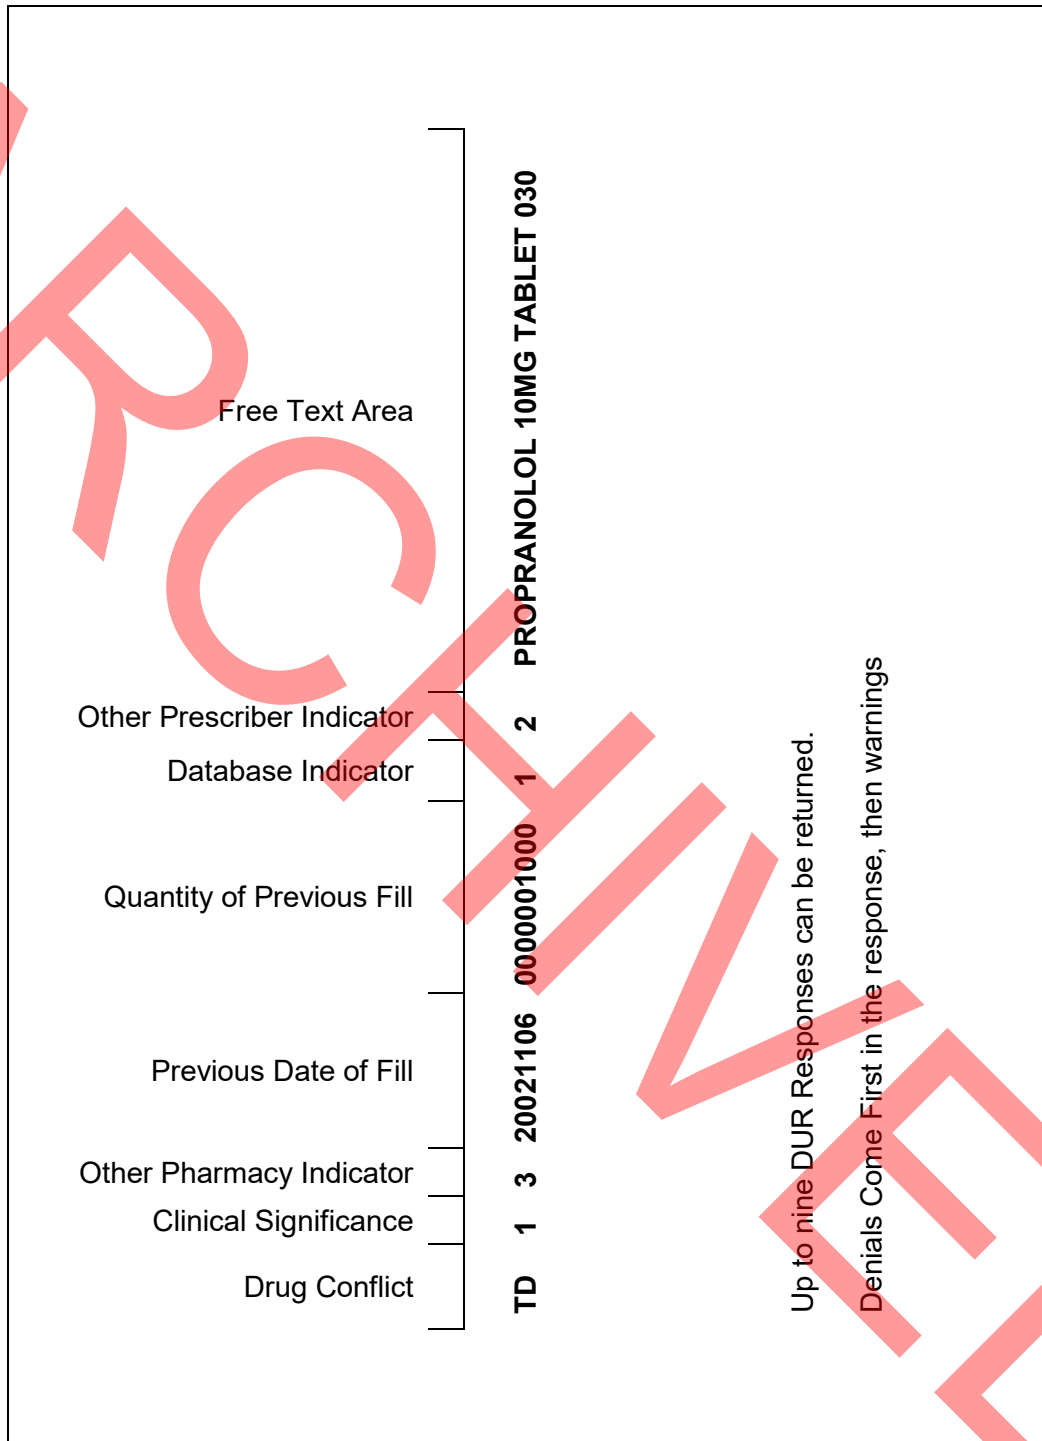 Free Text Area
Other Prescriber Indicator
Database Indicator
Quantity of Previous Fill
Previous Date of Fill
Other Pharmacy Indicator
Clinical Significance
Drug Conflict
TD 1 3 20021106 0000001000 1 2 PROPRANOLOL 10MG TABLET 030
Up to nine DUR Responses can be returned.
Denials Come First in the response, then warnings
RCHIVE